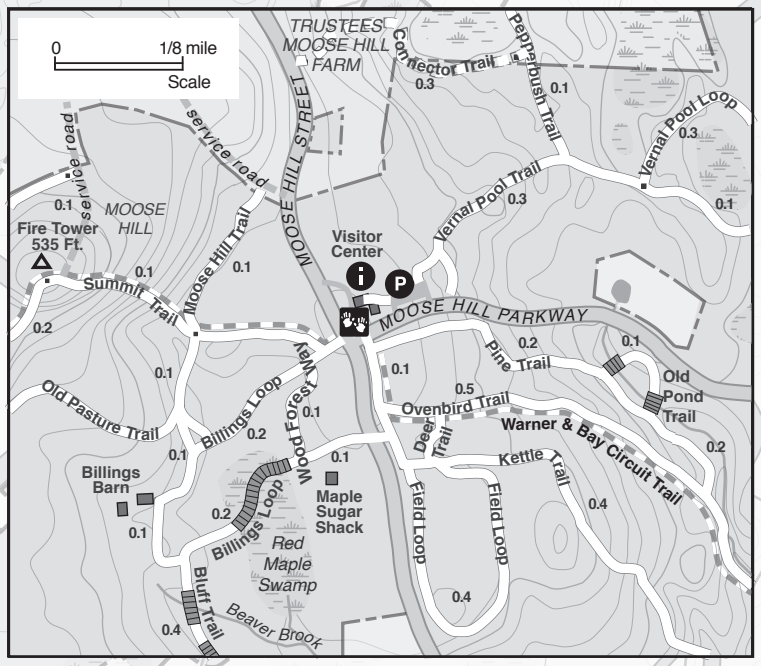 0 1/8 mile
Scale
TRUSTEES
MOOSE HILL
FARM
Connector Trail
0.3
Pepperbush Trail
0.1
Vernal Pool Loop
0.3
0.1
service road
service road
MOOSE HILL STREET
0.1
MOOSE
HILL
Fire Tower
535 Ft.
0.1
Summit Trail
0.2
Moose Hill Trail
0.1
Vernal Pool Trail
0.3
Visitor
Center
i
P
MOOSE HILL PARKWAY
0.1
0.2
Pine Trail
0.1
Old
Pond
Trail
0.2
0.5
Ovenbird Trail
Warner & Bay Circuit Trail
Deer
Trail
Kettle Trail
0.4
Field Loop
Field Loop
0.4
Old Pasture Trail
0.1
Billings Loop
0.2
Wood Forest Way
0.1
0.1
0.1
Billings
Barn
0.1
Maple
Sugar
Shack
0.2
Billings Loop
Red
Maple
Swamp
Bluff Trail
0.4
Beaver Brook